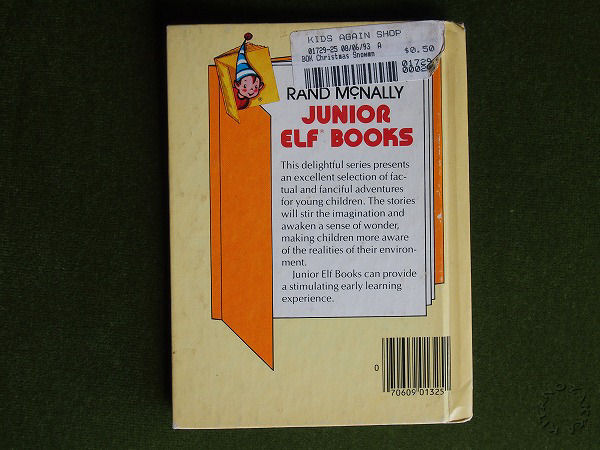 KIDS AGAIN SHOP
01729-25 08/06/93 A
$0.50
BOK Christmas Snowman
01729
RAND McNALLY
JUNIOR
ELF® BOOKS
This delightful series presents
an excellent selection of fac-
tual and fanciful adventures
for young children. The stories
will stir the imagination and
awaken a sense of wonder,
making children more aware
of the realities of their environ-
ment.
Junior Elf Books can provide
a stimulating early learning
experience.
0
70609 01325